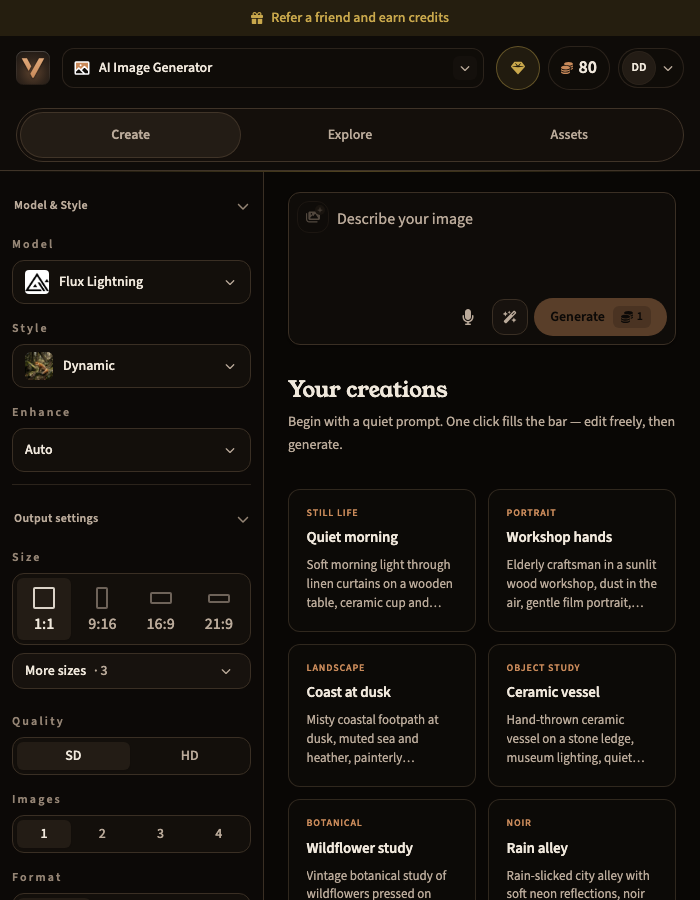 Refer a friend and earn credits
AI Image Generator
80
DD
Create
Explore
Assets
Model & Style
Model
Flux Lightning
Style
Dynamic
Enhance
Auto
Output settings
Size
1:1
9:16
16:9
21:9
More sizes · 3
Quality
SD
HD
Images
1
2
3
4
Format
Describe your image
Generate
1
Your creations
Begin with a quiet prompt. One click fills the bar — edit freely, then
generate.
STILL LIFE
Quiet morning
Soft morning light through
linen curtains on a wooden
table, ceramic cup and…
PORTRAIT
Workshop hands
Elderly craftsman in a sunlit
wood workshop, dust in the
air, gentle film portrait,…
LANDSCAPE
Coast at dusk
Misty coastal footpath at
dusk, muted sea and
heather, painterly…
OBJECT STUDY
Ceramic vessel
Hand-thrown ceramic
vessel on a stone ledge,
museum lighting, quiet…
BOTANICAL
Wildflower study
Vintage botanical study of
wildflowers pressed on
NOIR
Rain alley
Rain-slicked city alley with
soft neon reflections, noir